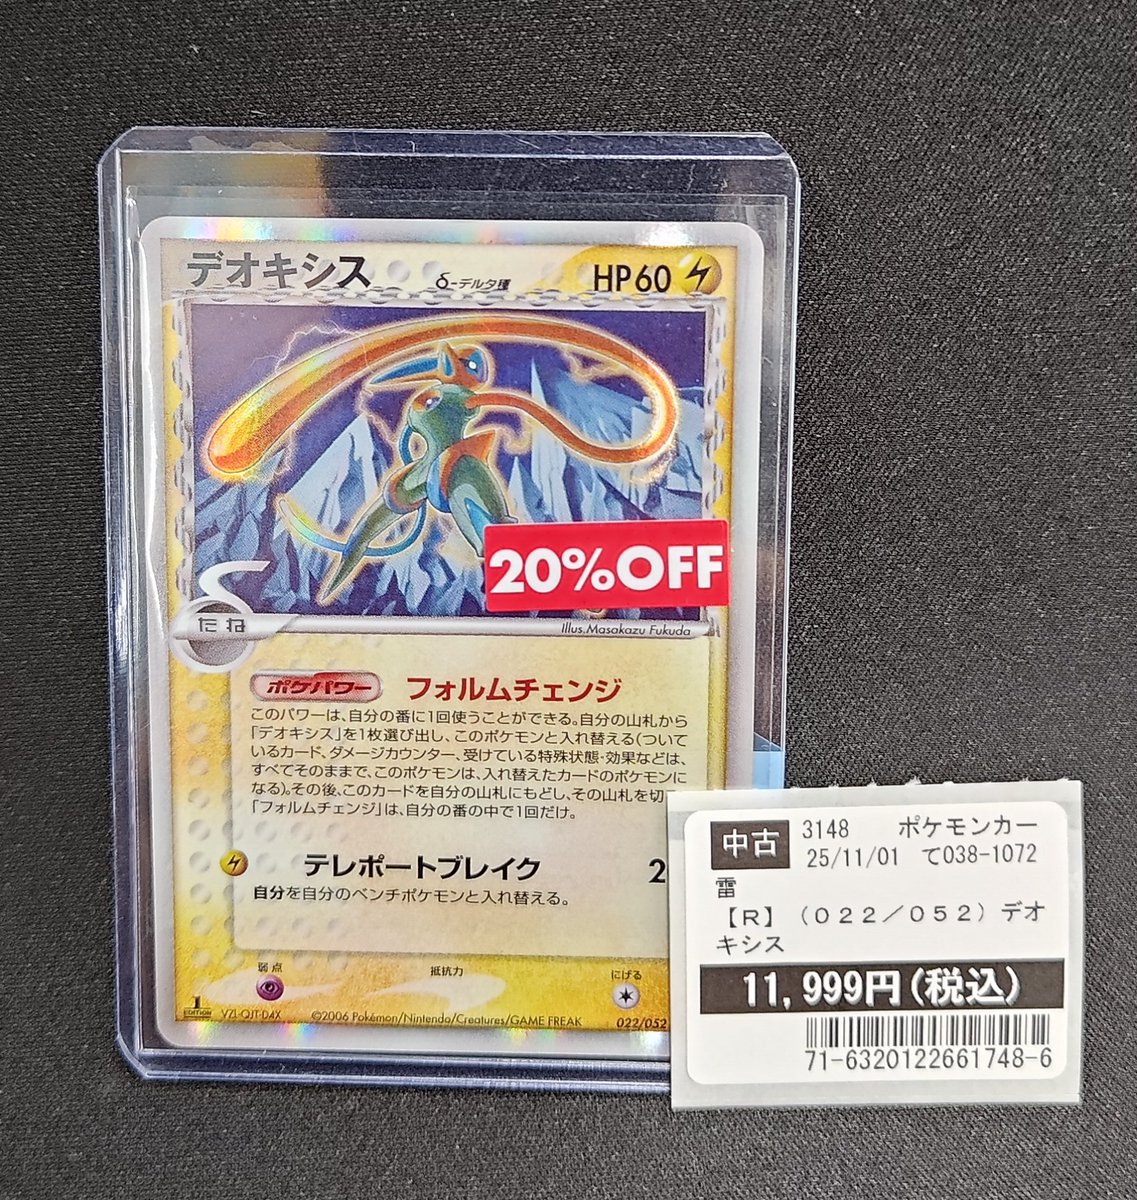 デオキシス δ-デルタ種 HP60
20%OFF
たね
Illus.Masakazu Fukuda
ポケパワー フォルムチェンジ
このパワーは、自分の番に1回使うことができる。自分の山札から
「デオキシス」を1枚選び出し、このポケモンと入れ替える(ついて
いるカード、ダメージカウンター、受けている特殊状態・効果などは、
すべてそのままで、このポケモンは、入れ替えたカードのポケモンに
なる)。その後、このカードを自分の山札にもどし、その山札を切
「フォルムチェンジ」は、自分の番の中で1回だけ。
テレポートブレイク 2
自分を自分のベンチポケモンと入れ替える。
弱点 抵抗力 にげる
1 EDITION VZL-QJT-D4X ©2006 Pokémon/Nintendo/Creatures/GAME FREAK 022/052
中古 3148 ポケモンカー
25/11/01 て038-1072
雷
【R】（０２２／０５２）デオ
キシス
11,999円(税込)
71-6320122661748-6